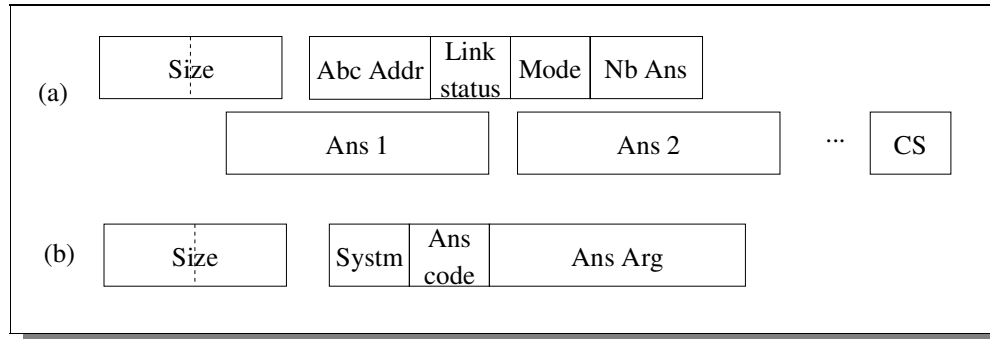 (a)
Size
Abc Addr
Link
status
Mode
Nb Ans
Ans 1
Ans 2
...
CS
(b)
Size
Systm
Ans
code
Ans Arg